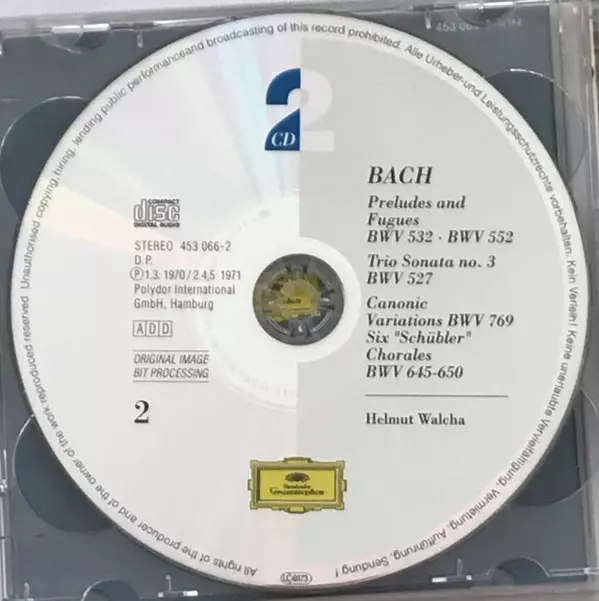 Unauthorised copying, hiring, lending public performanceand broadcasting of this record prohibited. Alle Urheber-und Leistungsschutzrechte vorbehalten. Kein Verleih! Keine unerlaubte Vervielfältigung, Vermietung, Aufführung, Sendung!
2
CD
BACH
Preludes and
Fugues
BWV 532 · BWV 552
Trio Sonata no. 3
BWV 527
Canonic
Variations BWV 769
Six "Schübler"
Chorales
BWV 645-650
Helmut Walcha
COMPACT
disc
DIGITAL AUDIO
STEREO 453 066-2
D.P.
Ⓟ 1.3: 1970 / 2.4.5: 1971
Polydor International
GmbH, Hamburg
ADD
ORIGINAL IMAGE
BIT PROCESSING
2
Deutsche
Grammophon
LC 0173
All rights of the producer and of the owner of the work reproduced reserved